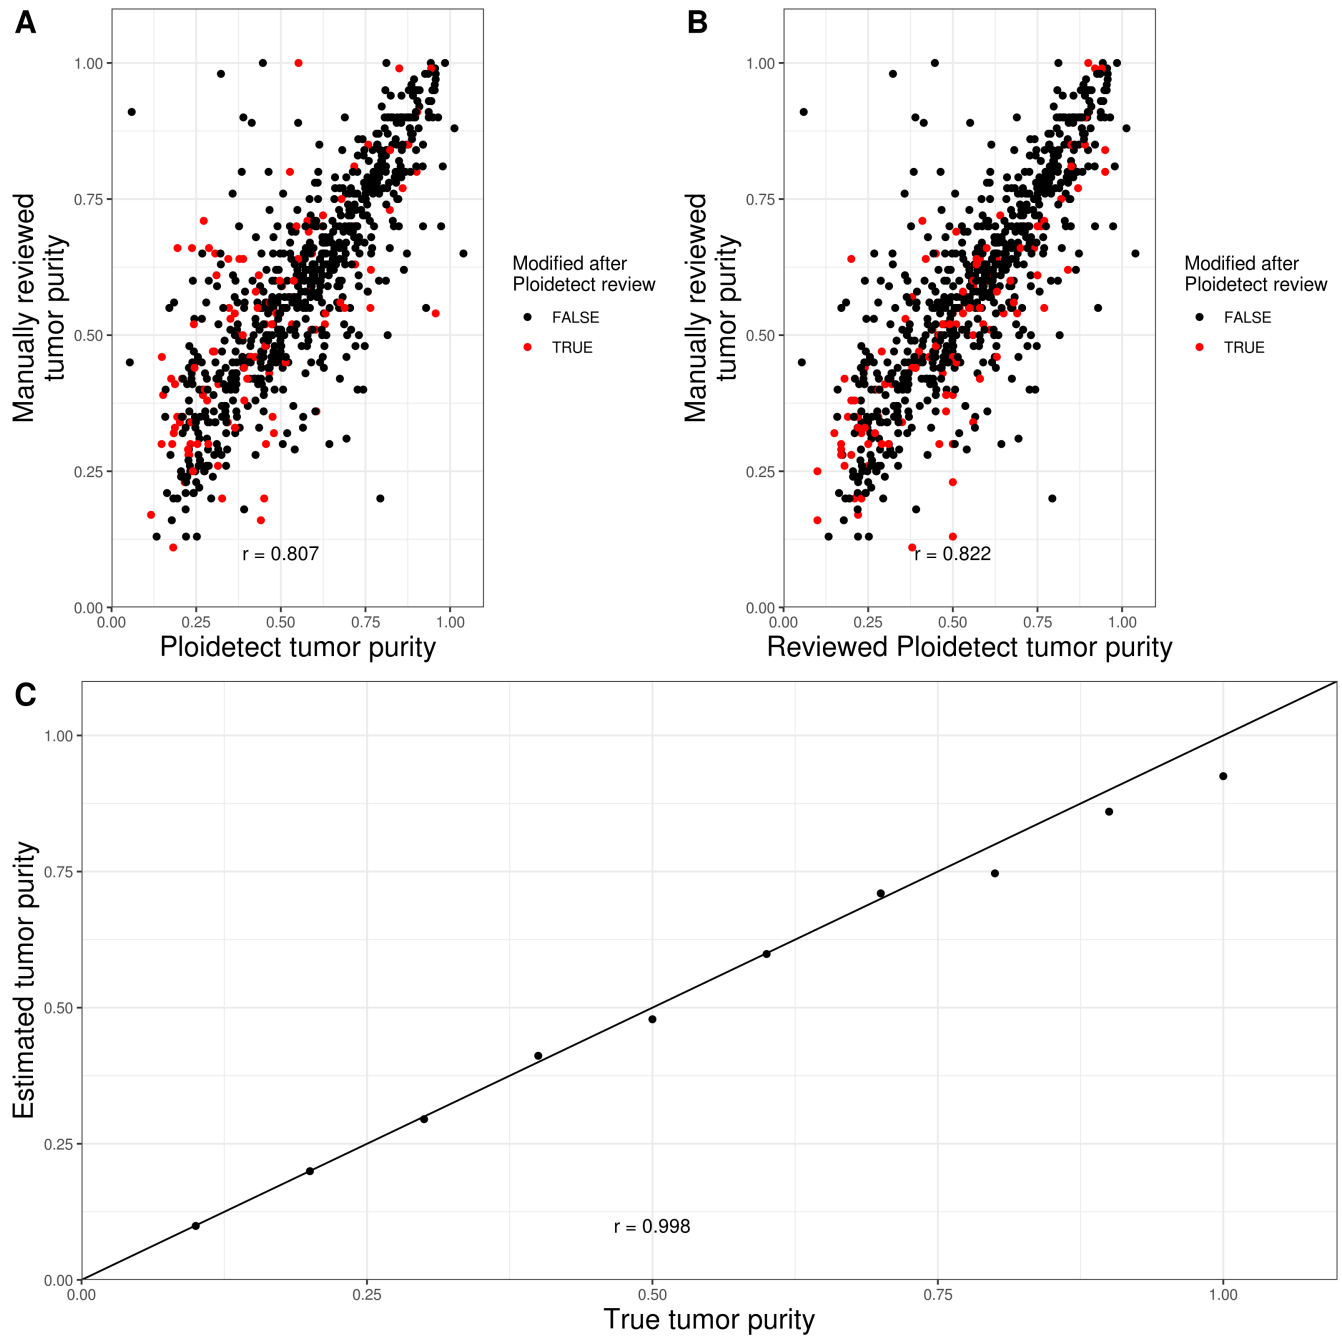 A
Manually reviewed
tumor purity
1.00
0.75
0.50
0.25
0.00
r = 0.807
0.00 0.25 0.50 0.75 1.00
Ploidetect tumor purity
Modified after
Ploidetect review
FALSE
TRUE
B
Manually reviewed
tumor purity
1.00
0.75
0.50
0.25
0.00
r = 0.822
0.00 0.25 0.50 0.75 1.00
Reviewed Ploidetect tumor purity
Modified after
Ploidetect review
FALSE
TRUE
C
Estimated tumor purity
1.00
0.75
0.50
0.25
0.00
r = 0.998
0.00 0.25 0.50 0.75 1.00
True tumor purity